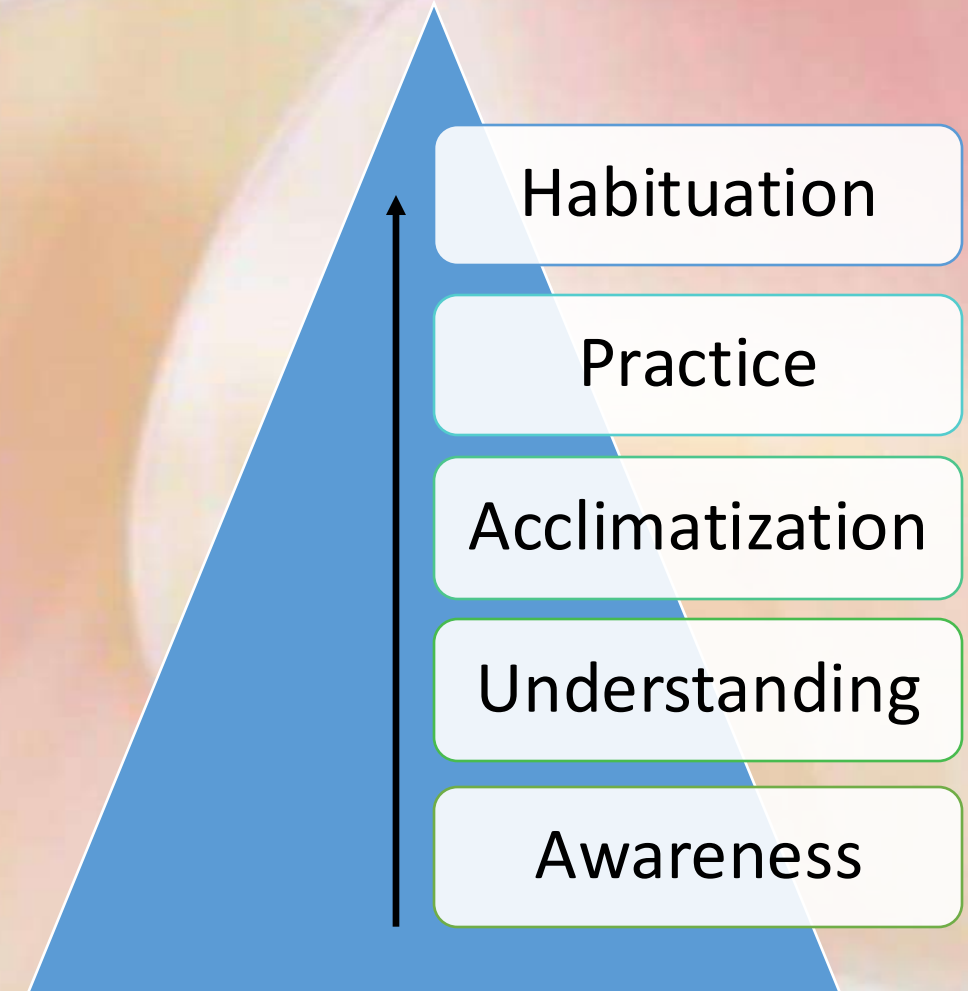 Habituation
Practice
Acclimatization
Understanding
Awareness